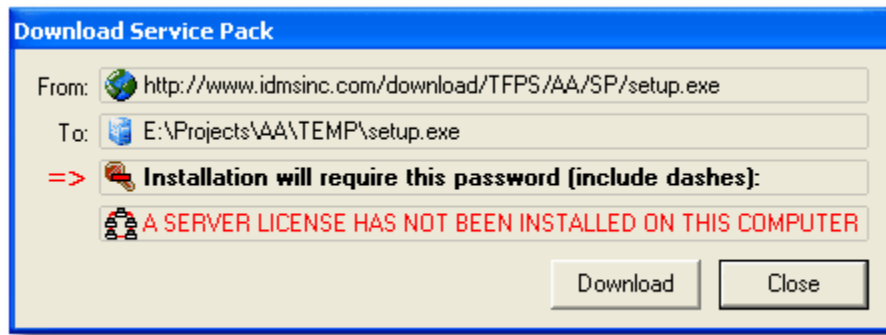 Download Service Pack
From: http://www.idmsinc.com/download/TFPS/AA/SP/setup.exe
To: E:\Projects\AA\TEMP\setup.exe
=> Installation will require this password (include dashes):
A SERVER LICENSE HAS NOT BEEN INSTALLED ON THIS COMPUTER
Download Close